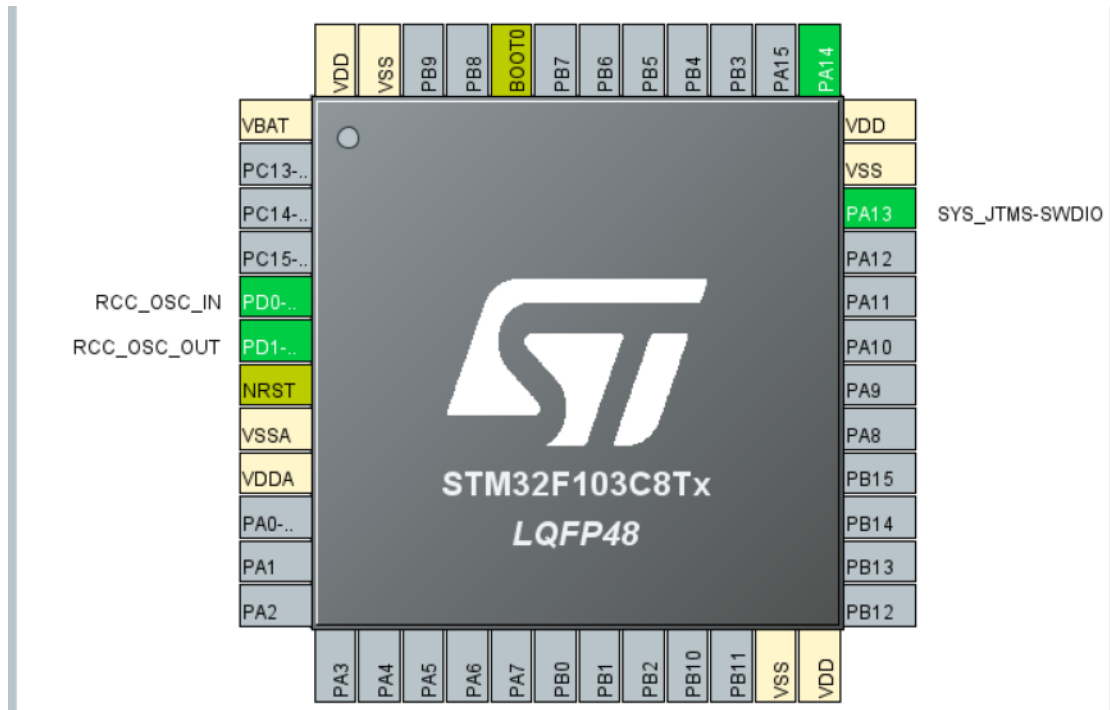 VDD
VSS
PB9
PB8
BOOT0
PB7
PB6
PB5
PB4
PB3
PA15
PA14
VBAT
PC13-..
PC14-..
PC15-..
RCC_OSC_IN PD0-..
RCC_OSC_OUT PD1-..
NRST
VSSA
VDDA
PA0-..
PA1
PA2
STM32F103C8Tx
LQFP48
VDD
VSS
PA13 SYS_JTMS-SWDIO
PA12
PA11
PA10
PA9
PA8
PB15
PB14
PB13
PB12
PA3
PA4
PA5
PA6
PA7
PB0
PB1
PB2
PB10
PB11
VSS
VDD